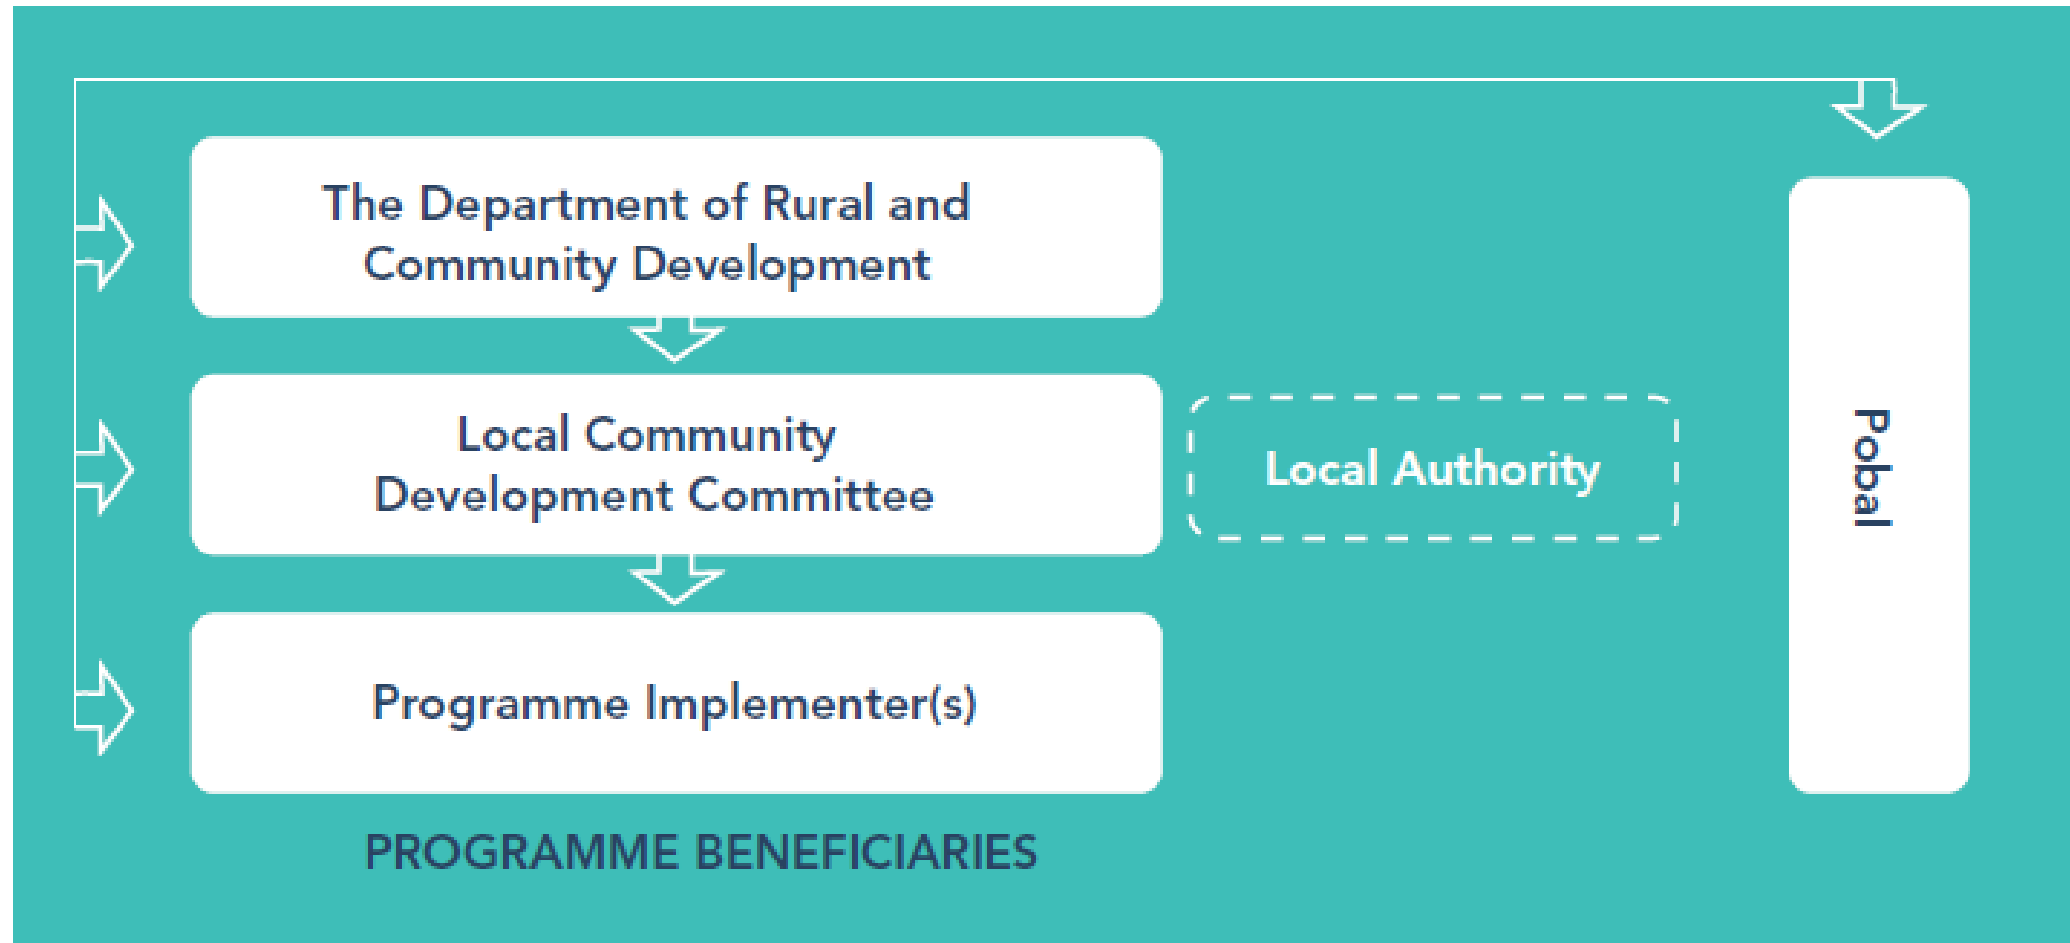 The Department of Rural and
Community Development
Local Community
Development Committee
Local Authority
Pobal
Programme Implementer(s)
PROGRAMME BENEFICIARIES